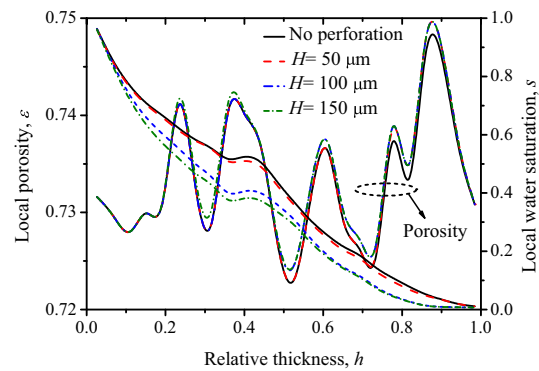 0.75
0.74
0.73
0.72
Local porosity, ε
1.0
0.8
0.6
0.4
0.2
0.0
Local water saturation, s
No perforation
H= 50 μm
H= 100 μm
H= 150 μm
Porosity
0.0 0.2 0.4 0.6 0.8 1.0
Relative thickness, h